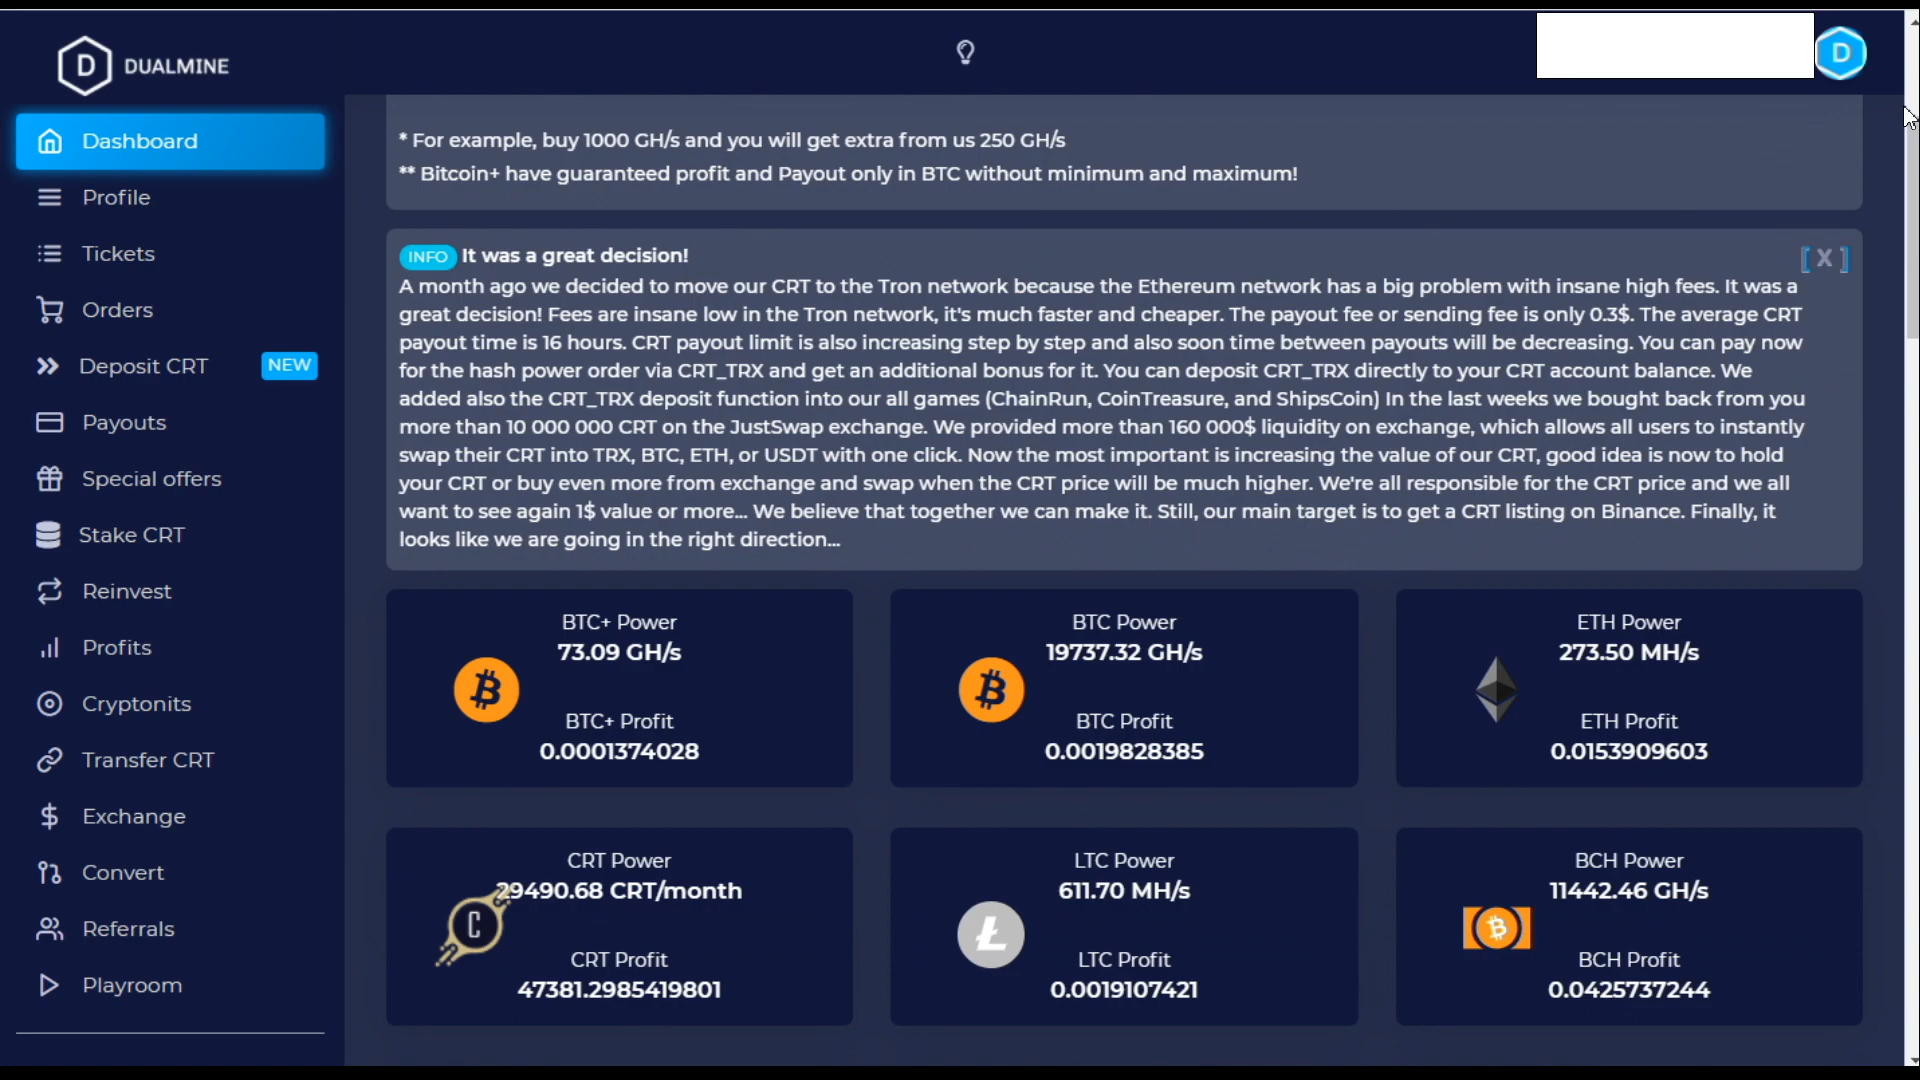 DUALMINE
D
Dashboard
Profile
Tickets
Orders
Deposit CRT NEW
Payouts
Special offers
Stake CRT
Reinvest
Profits
Cryptonits
Transfer CRT
Exchange
Convert
Referrals
Playroom
* For example, buy 1000 GH/s and you will get extra from us 250 GH/s
** Bitcoin+ have guaranteed profit and Payout only in BTC without minimum and maximum!
INFO It was a great decision! [ X ]
A month ago we decided to move our CRT to the Tron network because the Ethereum network has a big problem with insane high fees. It was a
great decision! Fees are insane low in the Tron network, it's much faster and cheaper. The payout fee or sending fee is only 0.3$. The average CRT
payout time is 16 hours. CRT payout limit is also increasing step by step and also soon time between payouts will be decreasing. You can pay now
for the hash power order via CRT_TRX and get an additional bonus for it. You can deposit CRT_TRX directly to your CRT account balance. We
added also the CRT_TRX deposit function into our all games (ChainRun, CoinTreasure, and ShipsCoin) In the last weeks we bought back from you
more than 10 000 000 CRT on the JustSwap exchange. We provided more than 160 000$ liquidity on exchange, which allows all users to instantly
swap their CRT into TRX, BTC, ETH, or USDT with one click. Now the most important is increasing the value of our CRT, good idea is now to hold
your CRT or buy even more from exchange and swap when the CRT price will be much higher. We're all responsible for the CRT price and we all
want to see again 1$ value or more... We believe that together we can make it. Still, our main target is to get a CRT listing on Binance. Finally, it
looks like we are going in the right direction...
BTC+ Power
73.09 GH/s
BTC+ Profit
0.0001374028
BTC Power
19737.32 GH/s
BTC Profit
0.0019828385
ETH Power
273.50 MH/s
ETH Profit
0.0153909603
CRT Power
29490.68 CRT/month
CRT Profit
47381.2985419801
LTC Power
611.70 MH/s
LTC Profit
0.0019107421
BCH Power
11442.46 GH/s
BCH Profit
0.0425737244